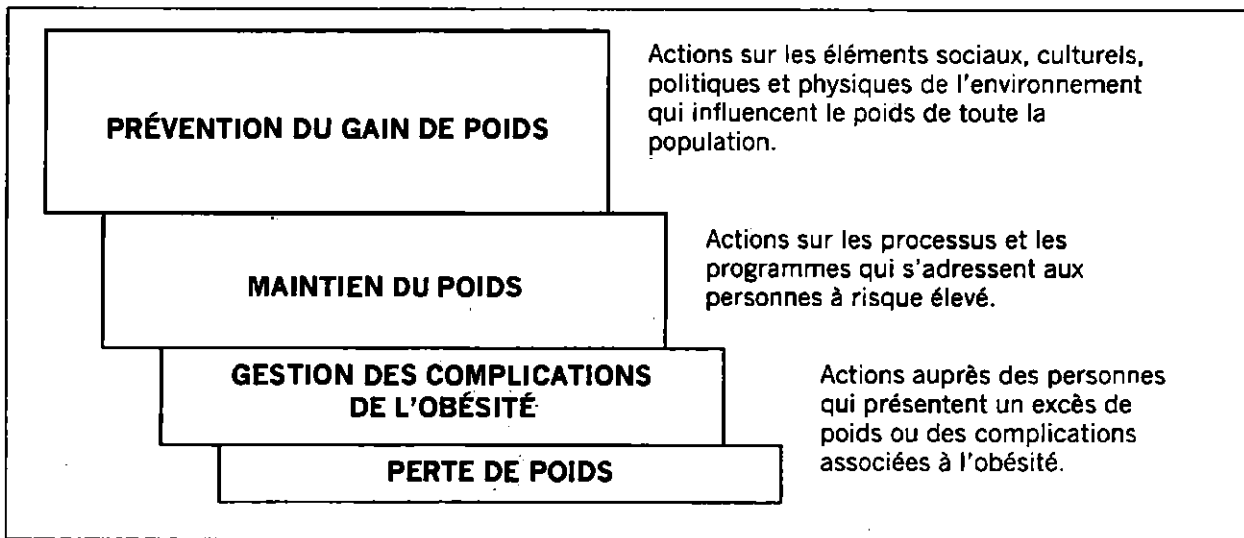 PRÉVENTION DU GAIN DE POIDS
Actions sur les éléments sociaux, culturels,
politiques et physiques de l'environnement
qui influencent le poids de toute la
population.
MAINTIEN DU POIDS
Actions sur les processus et les
programmes qui s'adressent aux
personnes à risque élevé.
GESTION DES COMPLICATIONS
DE L'OBÉSITÉ
Actions auprès des personnes
qui présentent un excès de
poids ou des complications
associées à l'obésité.
PERTE DE POIDS